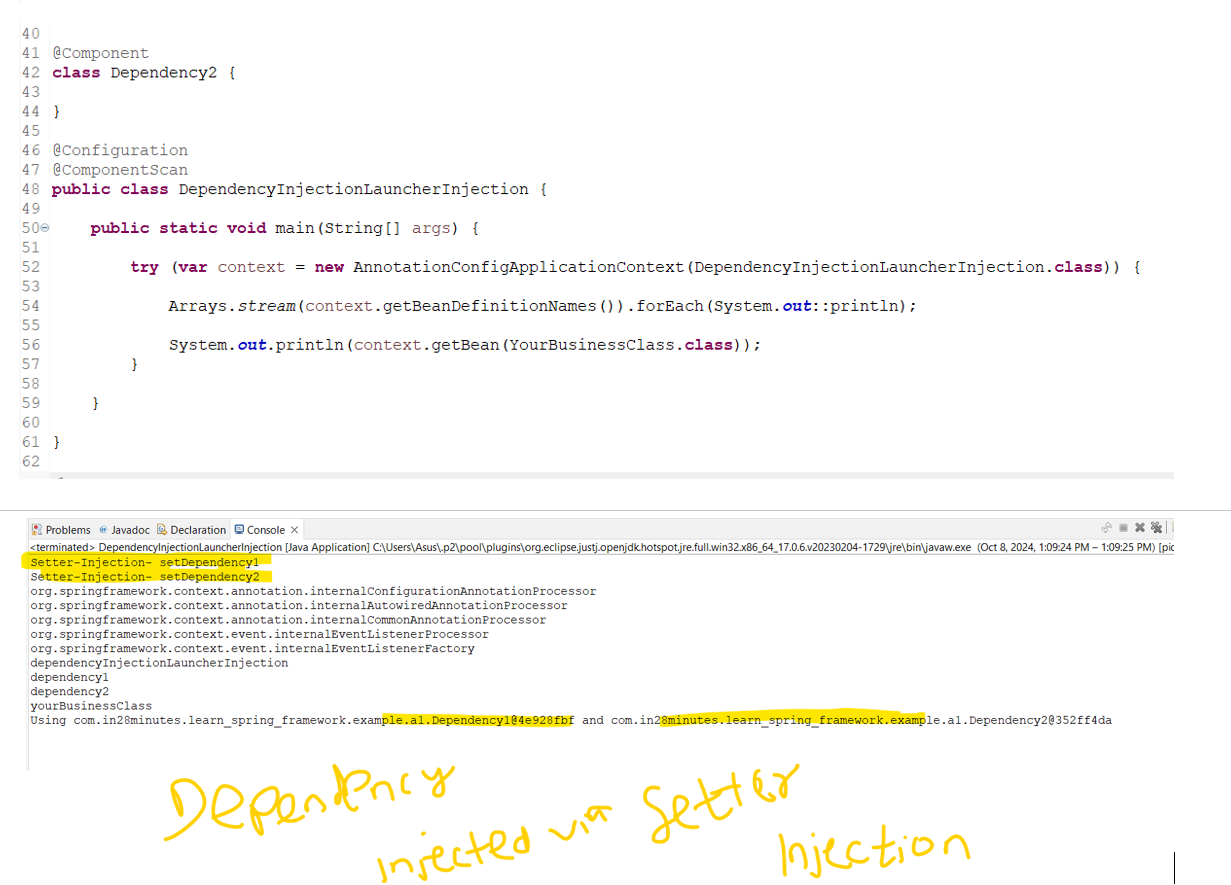 40
41 @Component
42 class Dependency2 {
43
44 }
45
46 @Configuration
47 @ComponentScan
48 public class DependencyInjectionLauncherInjection {
49
50 public static void main(String[] args) {
51
52 try (var context = new AnnotationConfigApplicationContext(DependencyInjectionLauncherInjection.class)) {
53
54 Arrays.stream(context.getBeanDefinitionNames()).forEach(System.out::println);
55
56 System.out.println(context.getBean(YourBusinessClass.class));
57 }
58
59 }
60
61 }
62
Problems @ Javadoc Declaration Console
<terminated> DependencyInjectionLauncherInjection [Java Application] C:\Users\Asus\.p2\pool\plugins\org.eclipse.justj.openjdk.hotspot.jre.full.win32.x86_64_17.0.6.v20230204-1729\jre\bin\javaw.exe (Oct 8, 2024, 1:09:24 PM – 1:09:25 PM) [pid
Setter-Injection- setDependency1
Setter-Injection- setDependency2
org.springframework.context.annotation.internalConfigurationAnnotationProcessor
org.springframework.context.annotation.internalAutowiredAnnotationProcessor
org.springframework.context.annotation.internalCommonAnnotationProcessor
org.springframework.context.event.internalEventListenerProcessor
org.springframework.context.event.internalEventListenerFactory
dependencyInjectionLauncherInjection
dependency1
dependency2
yourBusinessClass
Using com.in28minutes.learn_spring_framework.example.a1.Dependency1@4e928fbf and com.in28minutes.learn_spring_framework.example.a1.Dependency2@352ff4da
Dependency
injected via Setter
Injection